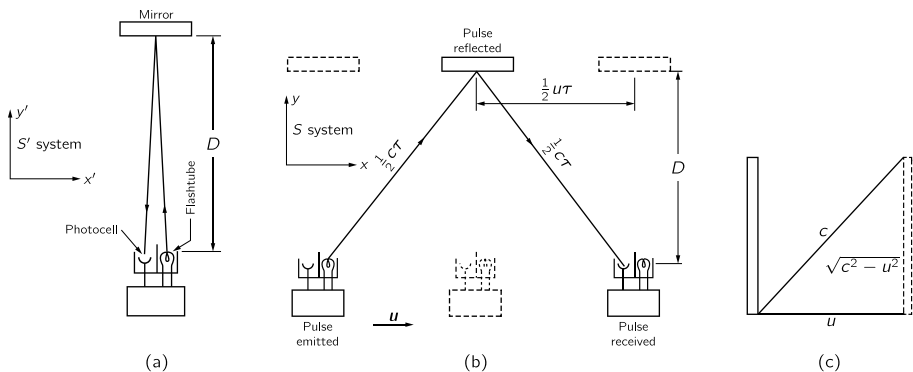 Mirror
y′
S′ system
x′
D
Photocell
Flashtube
(a)
Pulse
reflected
y
S system
x
½cτ
½cτ
½uτ
D
Pulse
emitted
u
Pulse
received
(b)
c
√c² − u²
u
(c)